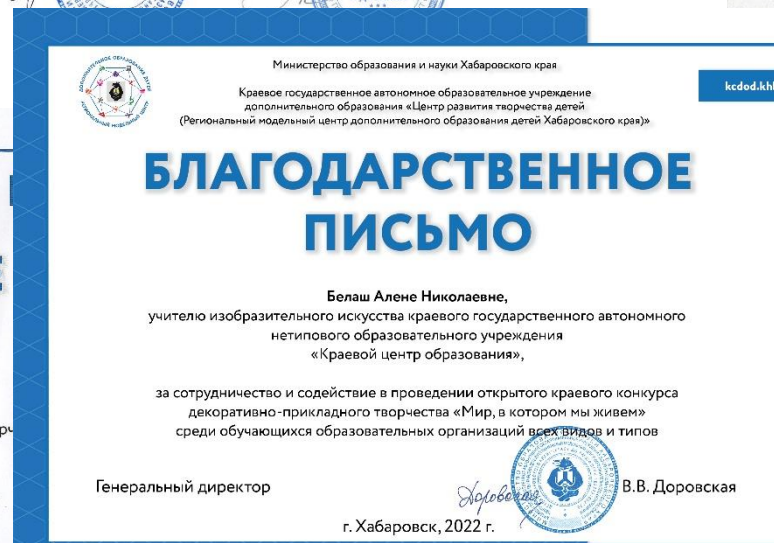 Министерство образования и науки Хабаровского края
Краевое государственное автономное образовательное учреждение
дополнительного образования «Центр развития творчества детей
(Региональный модельный центр дополнительного образования детей Хабаровского края)»
kcdod.kh
БЛАГОДАРСТВЕННОЕ
ПИСЬМО
Белаш Алене Николаевне,
учителю изобразительного искусства краевого государственного автономного
нетипового образовательного учреждения
«Краевой центр образования»,
за сотрудничество и содействие в проведении открытого краевого конкурса
декоративно-прикладного творчества «Мир, в котором мы живем»
среди обучающихся образовательных организаций всех видов и типов
Генеральный директор
В.В. Доровская
г. Хабаровск, 2022 г.